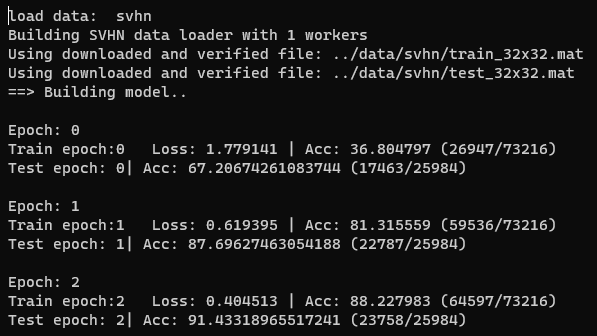 load data:  svhn
Building SVHN data loader with 1 workers
Using downloaded and verified file: ../data/svhn/train_32x32.mat
Using downloaded and verified file: ../data/svhn/test_32x32.mat
==> Building model..
Epoch: 0
Train epoch:0   Loss: 1.779141 | Acc: 36.804797 (26947/73216)
Test epoch: 0| Acc: 67.20674261083744 (17463/25984)
Epoch: 1
Train epoch:1   Loss: 0.619395 | Acc: 81.315559 (59536/73216)
Test epoch: 1| Acc: 87.69627463054188 (22787/25984)
Epoch: 2
Train epoch:2   Loss: 0.404513 | Acc: 88.227983 (64597/73216)
Test epoch: 2| Acc: 91.43318965517241 (23758/25984)